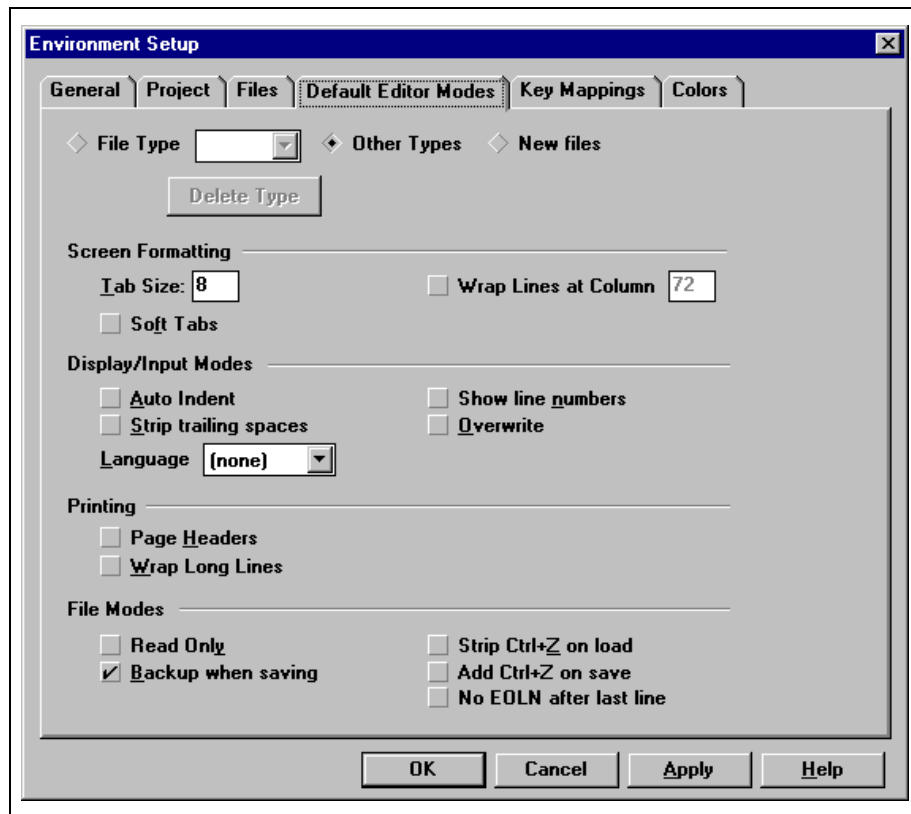 Environment Setup
General Project Files Default Editor Modes Key Mappings Colors
File Type Other Types New files
Delete Type
Screen Formatting
Tab Size: 8 Wrap Lines at Column 72
Soft Tabs
Display/Input Modes
Auto Indent Show line numbers
Strip trailing spaces Overwrite
Language (none)
Printing
Page Headers
Wrap Long Lines
File Modes
Read Only Strip Ctrl+Z on load
Backup when saving Add Ctrl+Z on save
No EOLN after last line
OK Cancel Apply Help